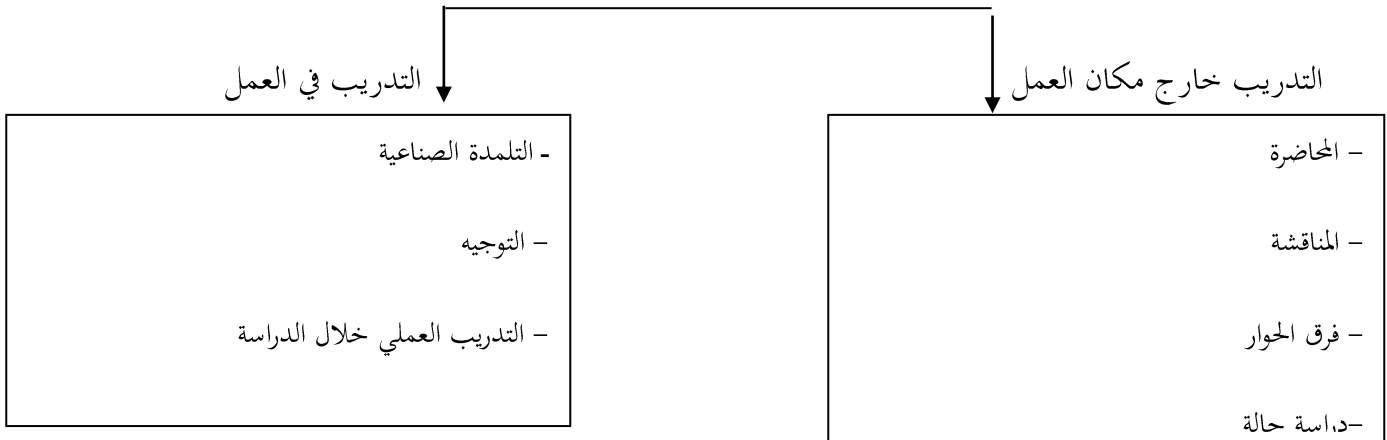 التدريب خارج مكان العمل
– المحاضرة
– المناقشة
– فرق الحوار
–دراسة حالة
التدريب في العمل
- التلمدة الصناعية
– التوجيه
– التدريب العملي خلال الدراسة